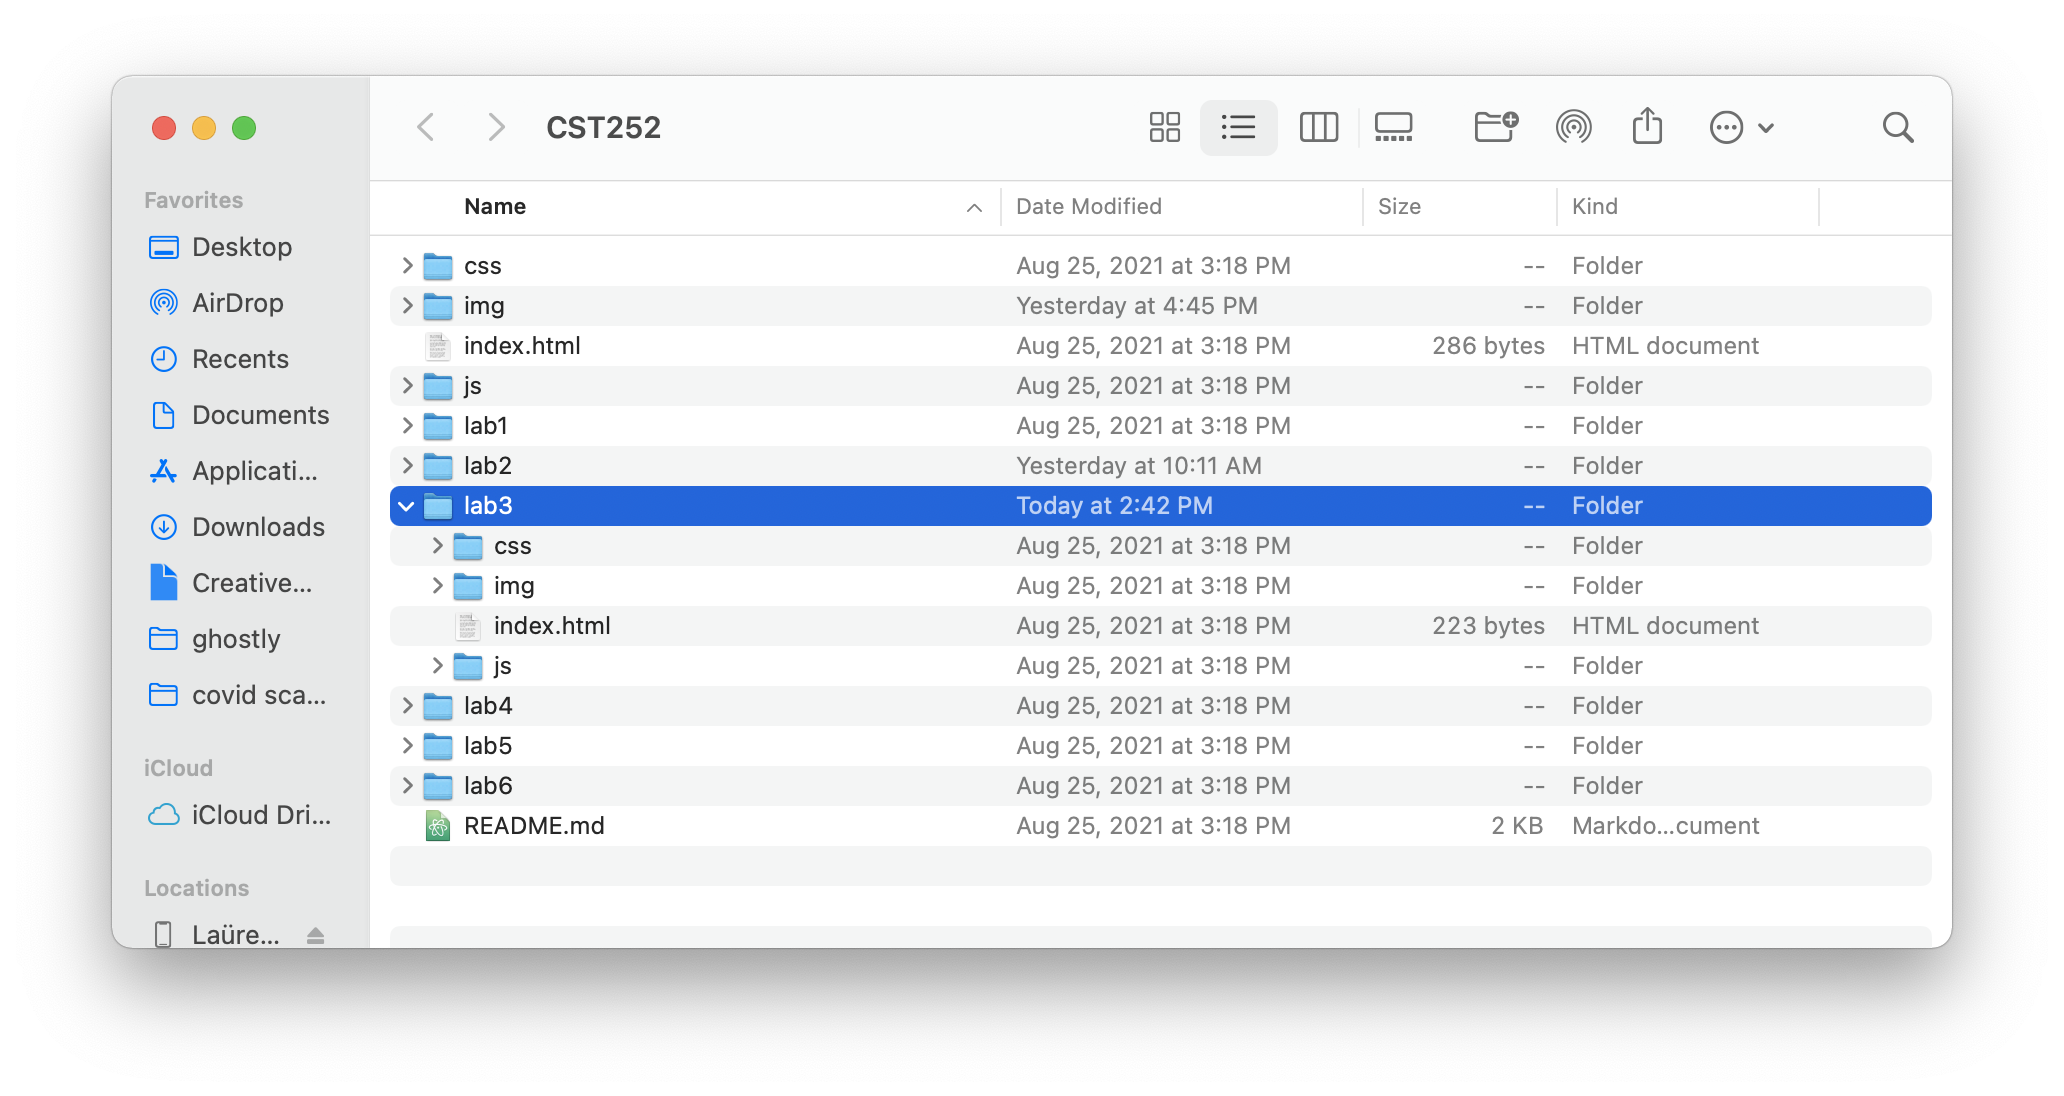 CST252
Favorites
Desktop
AirDrop
Recents
Documents
Applicati...
Downloads
Creative...
ghostly
covid sca...
iCloud
iCloud Dri...
Locations
Laüre...
Name Date Modified Size Kind
css Aug 25, 2021 at 3:18 PM -- Folder
img Yesterday at 4:45 PM -- Folder
index.html Aug 25, 2021 at 3:18 PM 286 bytes HTML document
js Aug 25, 2021 at 3:18 PM -- Folder
lab1 Aug 25, 2021 at 3:18 PM -- Folder
lab2 Yesterday at 10:11 AM -- Folder
lab3 Today at 2:42 PM -- Folder
css Aug 25, 2021 at 3:18 PM -- Folder
img Aug 25, 2021 at 3:18 PM -- Folder
index.html Aug 25, 2021 at 3:18 PM 223 bytes HTML document
js Aug 25, 2021 at 3:18 PM -- Folder
lab4 Aug 25, 2021 at 3:18 PM -- Folder
lab5 Aug 25, 2021 at 3:18 PM -- Folder
lab6 Aug 25, 2021 at 3:18 PM -- Folder
README.md Aug 25, 2021 at 3:18 PM 2 KB Markdo...cument